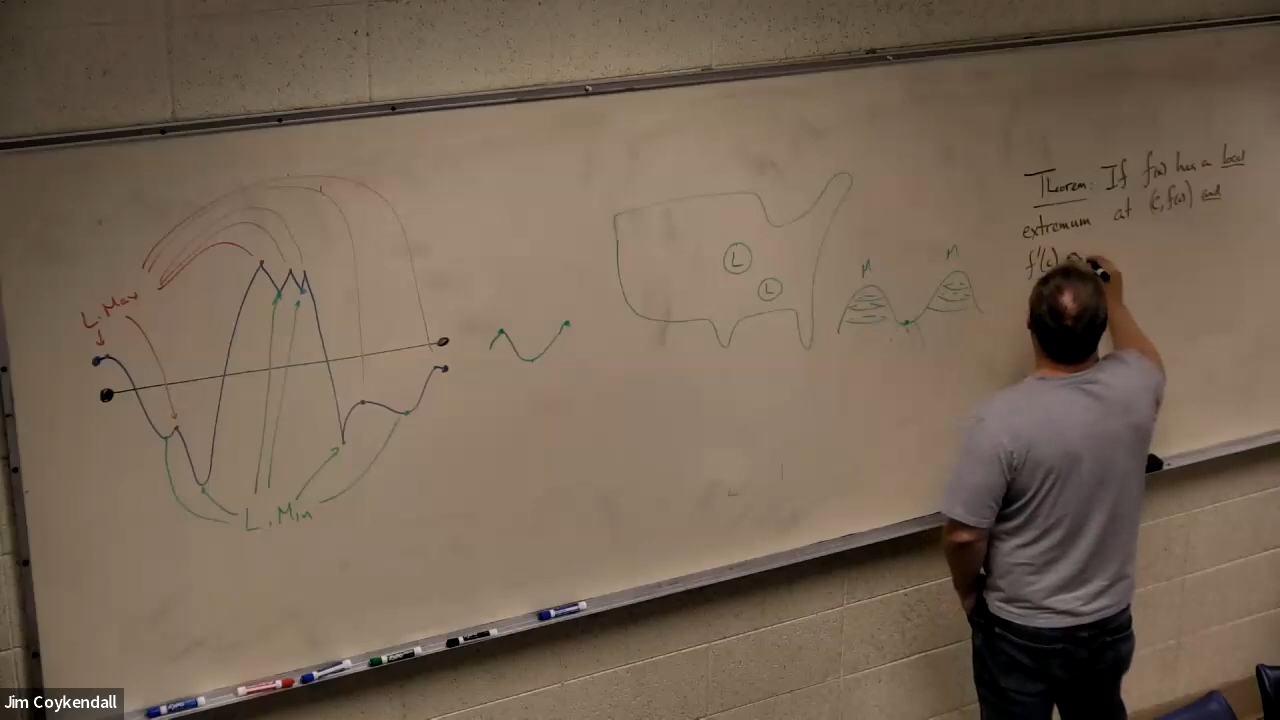 L. Max
L. Min
L
L
M
M
Theorem: If f(x) has a local
extremum at (c, f(c)) and
f'(c)
Jim Coykendall